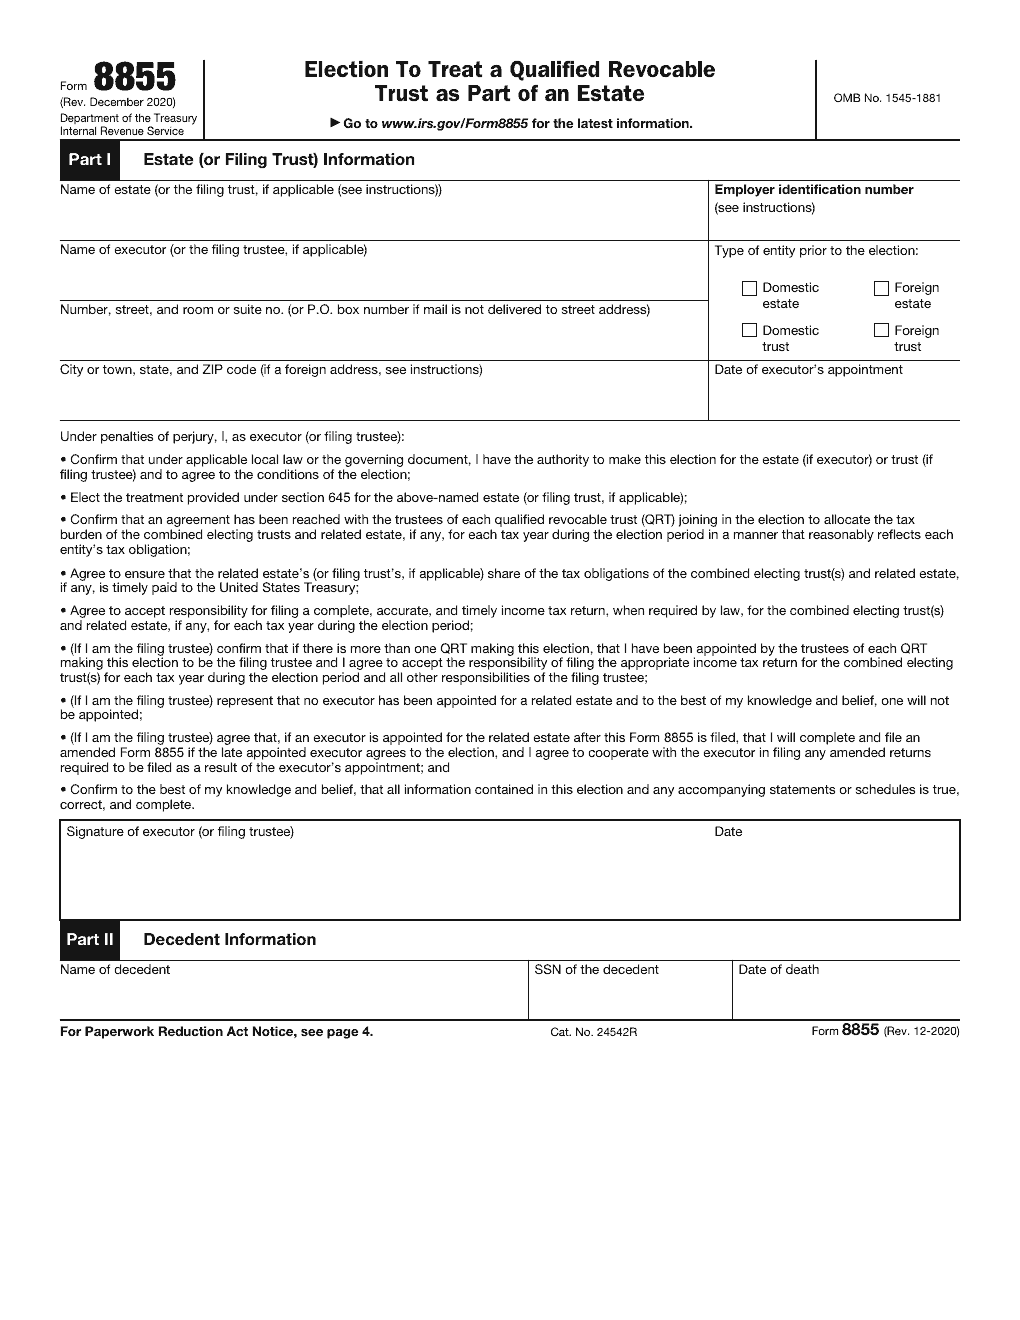 Form 8855
(Rev. December 2020)
Department of the Treasury
Internal Revenue Service
Election To Treat a Qualified Revocable
Trust as Part of an Estate
▶ Go to www.irs.gov/Form8855 for the latest information.
OMB No. 1545-1881
Part I Estate (or Filing Trust) Information
Name of estate (or the filing trust, if applicable (see instructions))
Employer identification number
(see instructions)
Name of executor (or the filing trustee, if applicable)
Type of entity prior to the election:
Domestic estate
Foreign estate
Number, street, and room or suite no. (or P.O. box number if mail is not delivered to street address)
Domestic trust
Foreign trust
City or town, state, and ZIP code (if a foreign address, see instructions)
Date of executor's appointment
Under penalties of perjury, I, as executor (or filing trustee):
• Confirm that under applicable local law or the governing document, I have the authority to make this election for the estate (if executor) or trust (if
filing trustee) and to agree to the conditions of the election;
• Elect the treatment provided under section 645 for the above-named estate (or filing trust, if applicable);
• Confirm that an agreement has been reached with the trustees of each qualified revocable trust (QRT) joining in the election to allocate the tax
burden of the combined electing trusts and related estate, if any, for each tax year during the election period in a manner that reasonably reflects each
entity's tax obligation;
• Agree to ensure that the related estate's (or filing trust's, if applicable) share of the tax obligations of the combined electing trust(s) and related estate,
if any, is timely paid to the United States Treasury;
• Agree to accept responsibility for filing a complete, accurate, and timely income tax return, when required by law, for the combined electing trust(s)
and related estate, if any, for each tax year during the election period;
• (If I am the filing trustee) confirm that if there is more than one QRT making this election, that I have been appointed by the trustees of each QRT
making this election to be the filing trustee and I agree to accept the responsibility of filing the appropriate income tax return for the combined electing
trust(s) for each tax year during the election period and all other responsibilities of the filing trustee;
• (If I am the filing trustee) represent that no executor has been appointed for a related estate and to the best of my knowledge and belief, one will not
be appointed;
• (If I am the filing trustee) agree that, if an executor is appointed for the related estate after this Form 8855 is filed, that I will complete and file an
amended Form 8855 if the late appointed executor agrees to the election, and I agree to cooperate with the executor in filing any amended returns
required to be filed as a result of the executor's appointment; and
• Confirm to the best of my knowledge and belief, that all information contained in this election and any accompanying statements or schedules is true,
correct, and complete.
Signature of executor (or filing trustee)
Date
Part II Decedent Information
Name of decedent
SSN of the decedent
Date of death
For Paperwork Reduction Act Notice, see page 4.
Cat. No. 24542R
Form 8855 (Rev. 12-2020)